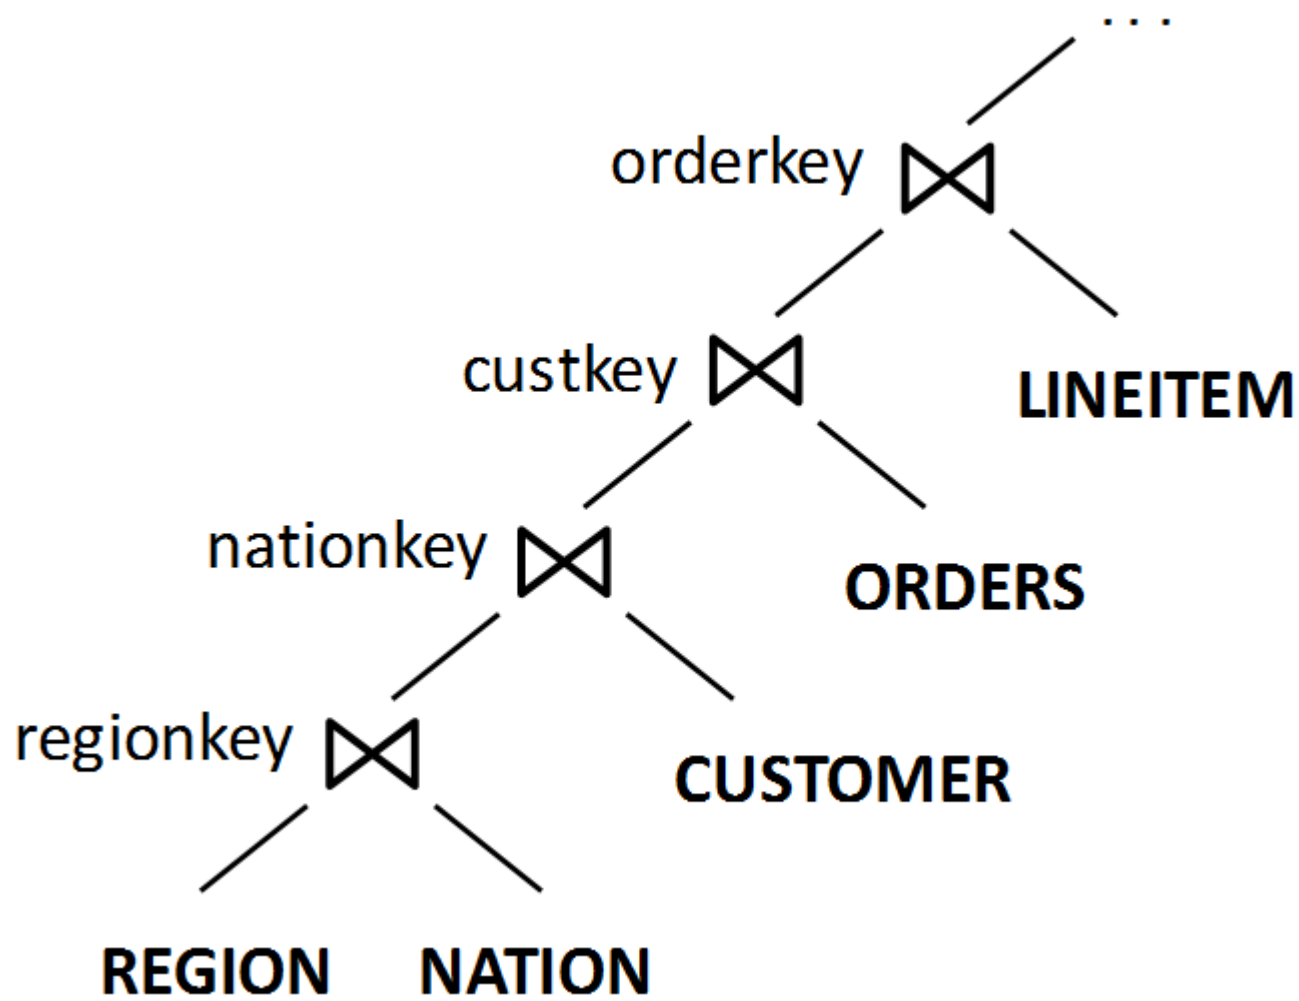 ...
orderkey
custkey
LINEITEM
nationkey
ORDERS
regionkey
CUSTOMER
REGION NATION